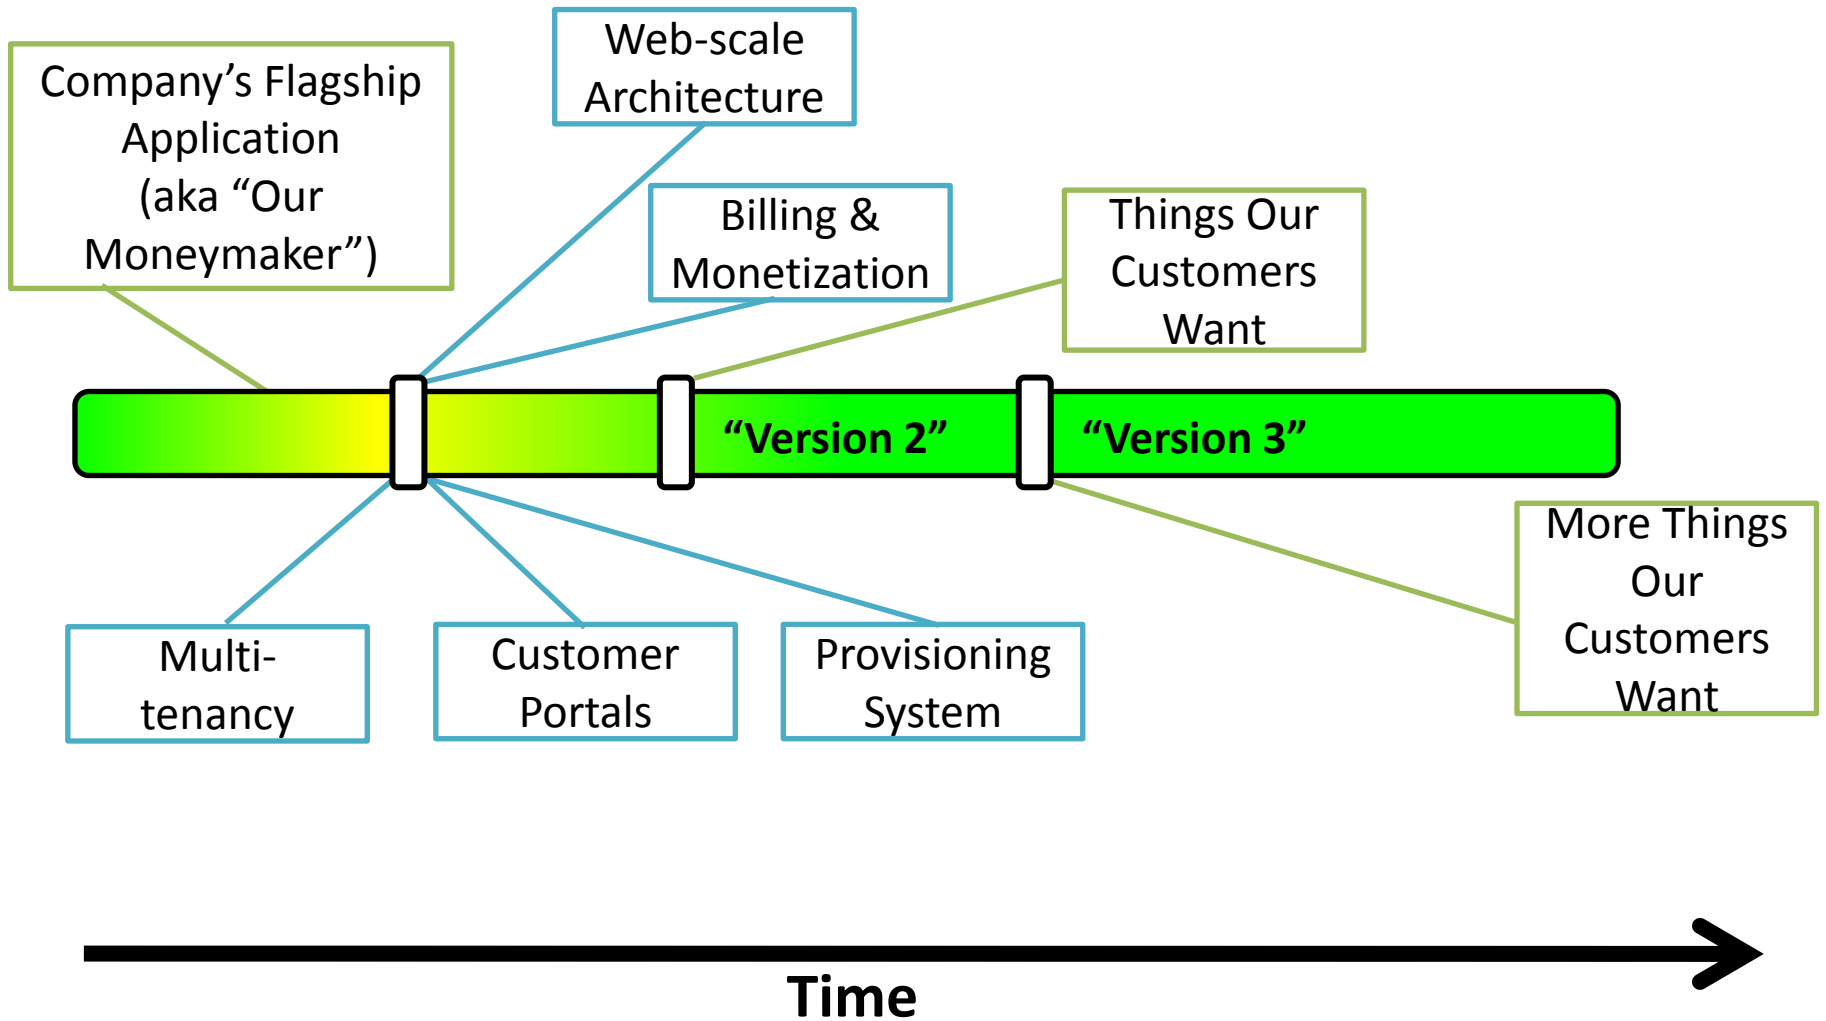 Company’s Flagship
Application
(aka “Our
Moneymaker”)
Web-scale
Architecture
Billing &
Monetization
Things Our
Customers
Want
“Version 2”
“Version 3”
Multi-
tenancy
Customer
Portals
Provisioning
System
More Things
Our
Customers
Want
Time